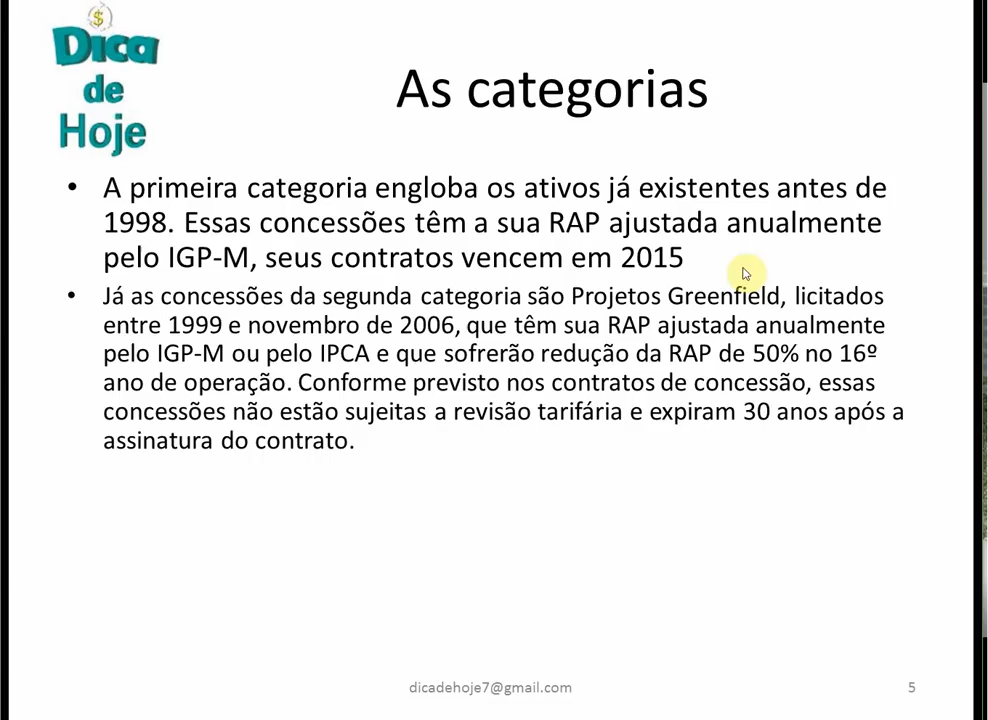 $
Dica
de
Hoje
As categorias
• A primeira categoria engloba os ativos já existentes antes de
1998. Essas concessões têm a sua RAP ajustada anualmente
pelo IGP-M, seus contratos vencem em 2015
• Já as concessões da segunda categoria são Projetos Greenfield, licitados
entre 1999 e novembro de 2006, que têm sua RAP ajustada anualmente
pelo IGP-M ou pelo IPCA e que sofrerão redução da RAP de 50% no 16º
ano de operação. Conforme previsto nos contratos de concessão, essas
concessões não estão sujeitas a revisão tarifária e expiram 30 anos após a
assinatura do contrato.
dicadehoje7@gmail.com
5